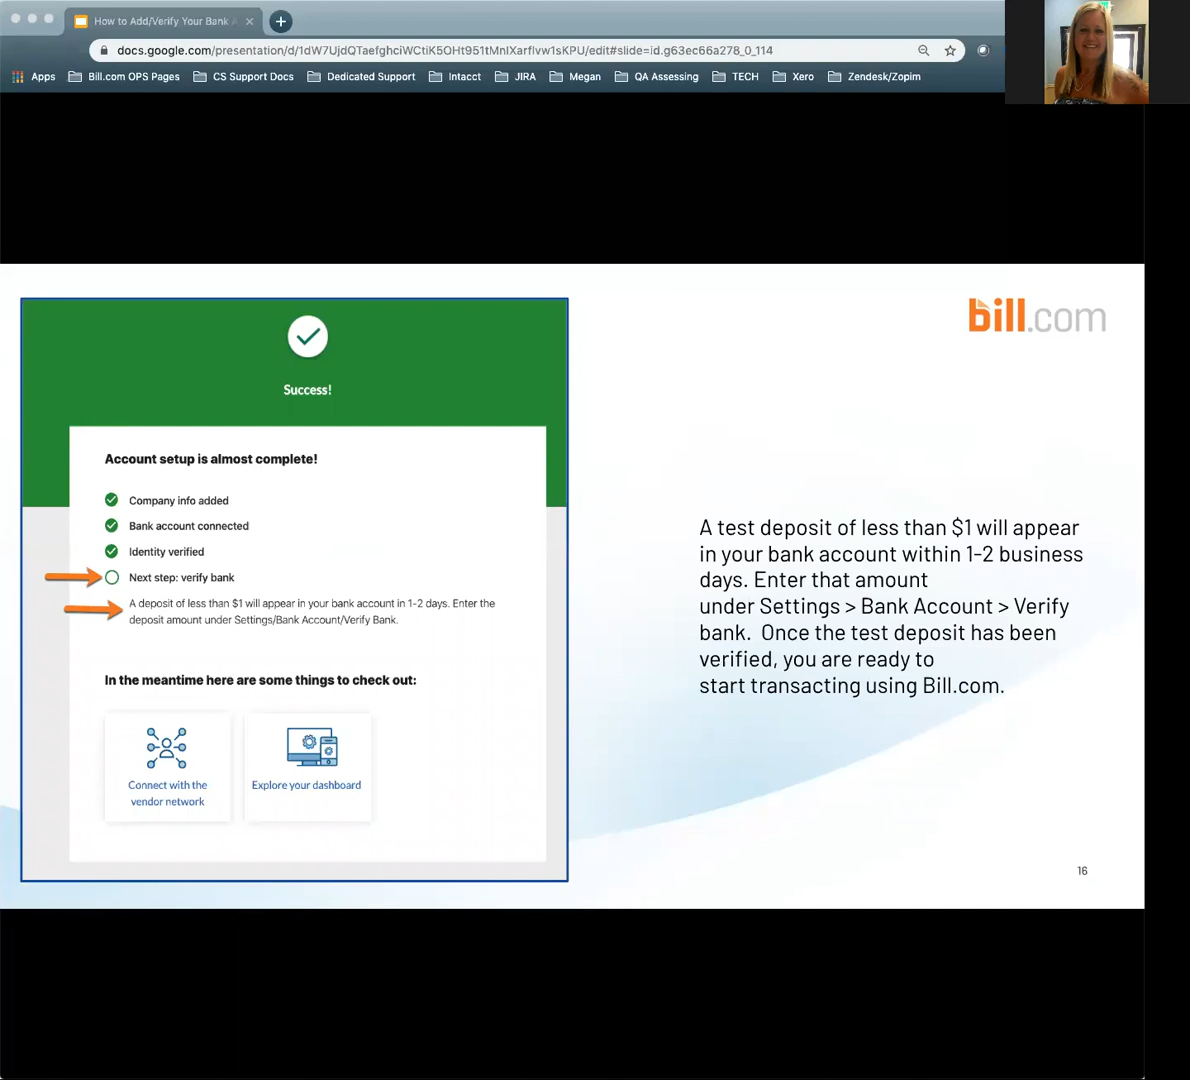 How to Add/Verify Your Bank A
docs.google.com/presentation/d/1dW7UjdQTaefghciWCtiK5OHt951tMnIXarflvw1sKPU/edit#slide=id.g63ec66a278_0_114
Apps Bill.com OPS Pages CS Support Docs Dedicated Support Intacct JIRA Megan QA Assessing TECH Xero Zendesk/Zopim
bill.com
Success!
Account setup is almost complete!
Company info added
Bank account connected
Identity verified
Next step: verify bank
A deposit of less than $1 will appear in your bank account in 1-2 days. Enter the
deposit amount under Settings/Bank Account/Verify Bank.
In the meantime here are some things to check out:
Connect with the
vendor network
Explore your dashboard
A test deposit of less than $1 will appear
in your bank account within 1-2 business
days. Enter that amount
under Settings > Bank Account > Verify
bank. Once the test deposit has been
verified, you are ready to
start transacting using Bill.com.
16